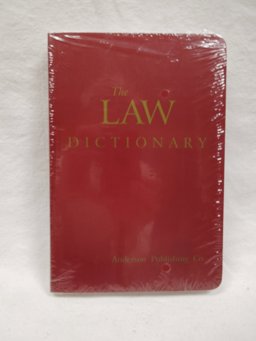 The
LAW
DICTIONARY
Anderson Publishing Co.